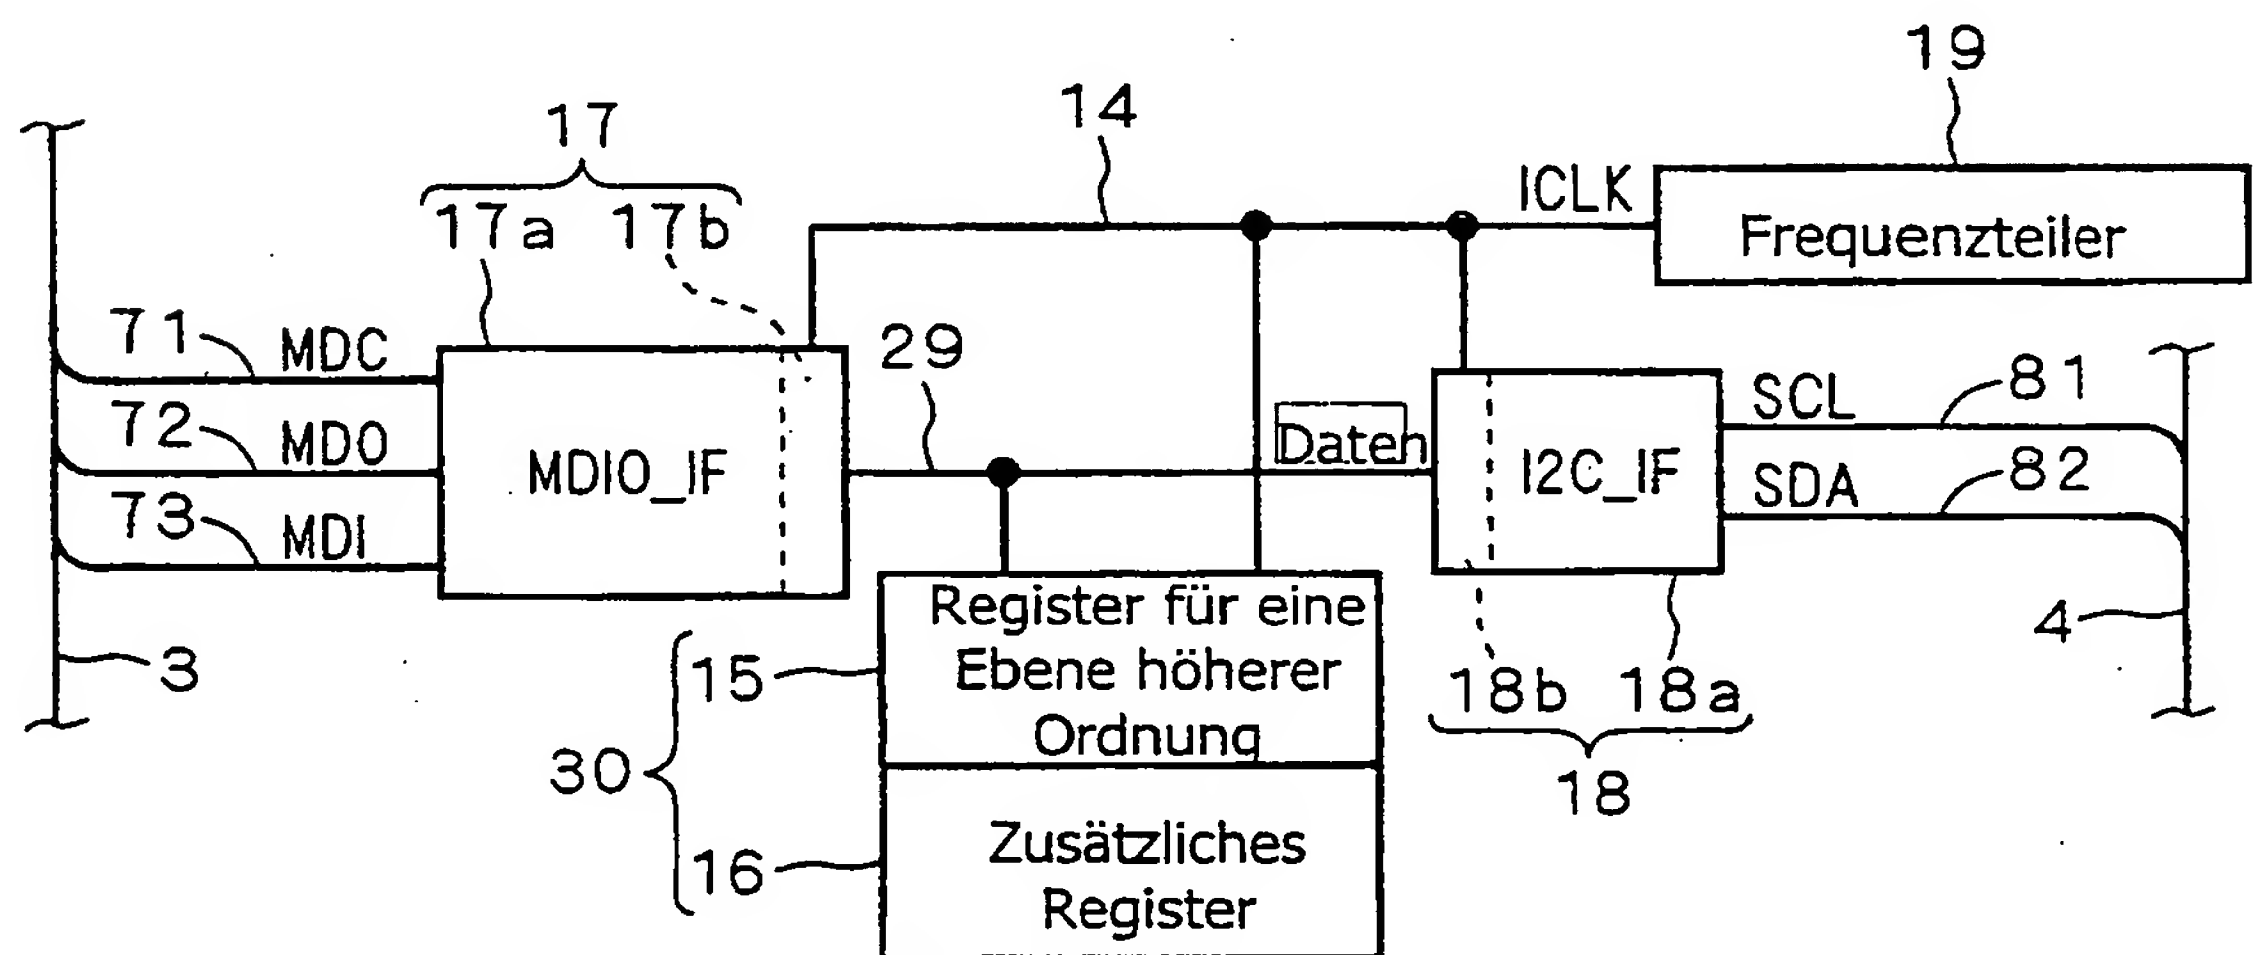 19
14
17
ICLK
17a 17b
Frequenzteiler
71 MDC
29
81
SCL
72 MDO
Daten
MDIO_IF
I2C_IF
82
SDA
73 MDI
Register für eine
Ebene höherer
Ordnung
3
15
18b 18a
4
30
18
16
Zusätzliches
Register